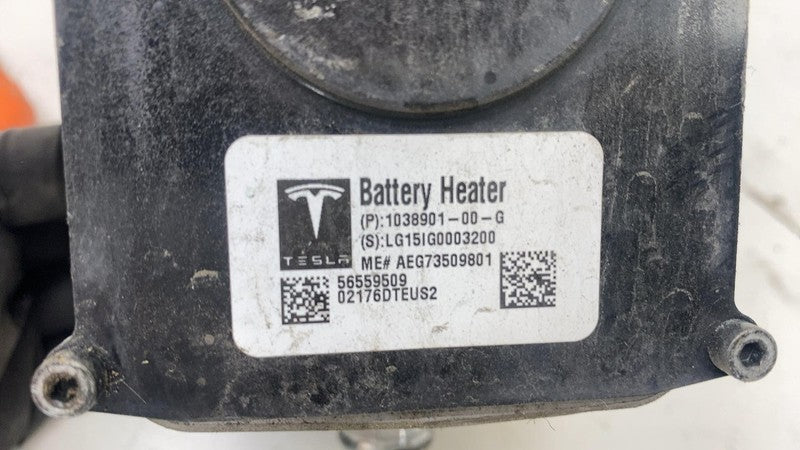 TESLA
Battery Heater
(P):1038901-00-G
(S):LG15IG0003200
ME# AEG73509801
56559509
02176DTEUS2